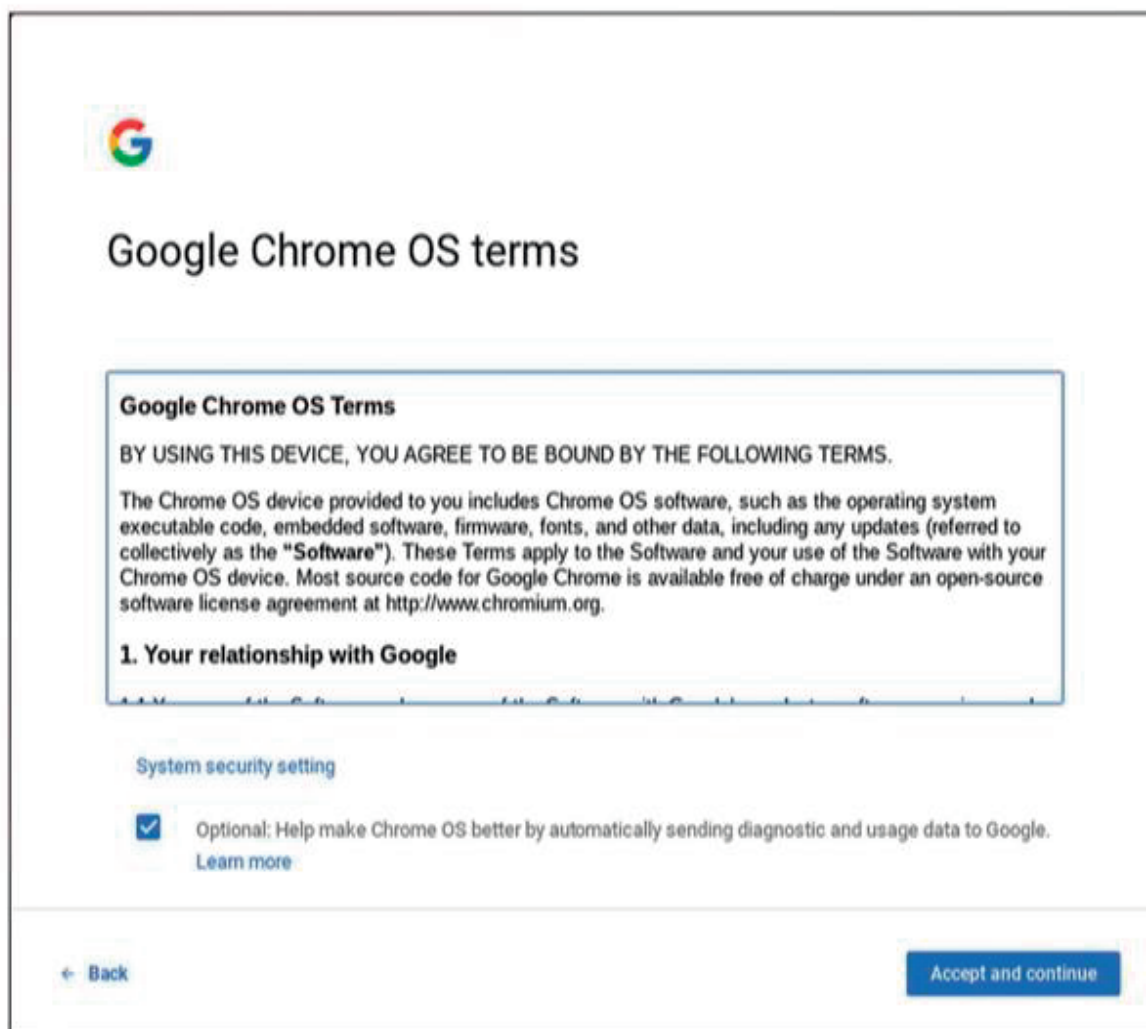 Google Chrome OS terms
Google Chrome OS Terms
BY USING THIS DEVICE, YOU AGREE TO BE BOUND BY THE FOLLOWING TERMS.
The Chrome OS device provided to you includes Chrome OS software, such as the operating system
executable code, embedded software, firmware, fonts, and other data, including any updates (referred to
collectively as the "Software"). These Terms apply to the Software and your use of the Software with your
Chrome OS device. Most source code for Google Chrome is available free of charge under an open-source
software license agreement at http://www.chromium.org.
1. Your relationship with Google
System security setting
Optional: Help make Chrome OS better by automatically sending diagnostic and usage data to Google.
Learn more
← Back
Accept and continue